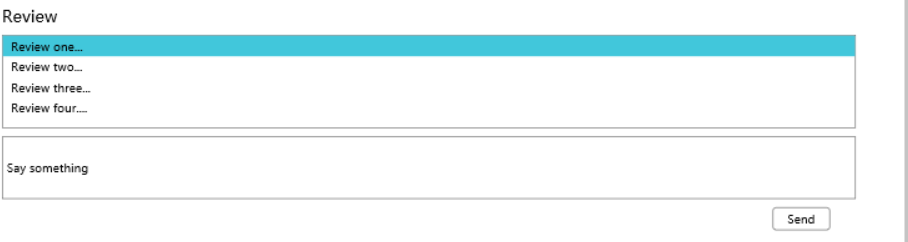 Review
Review one...
Review two...
Review three...
Review four....
Say something
Send